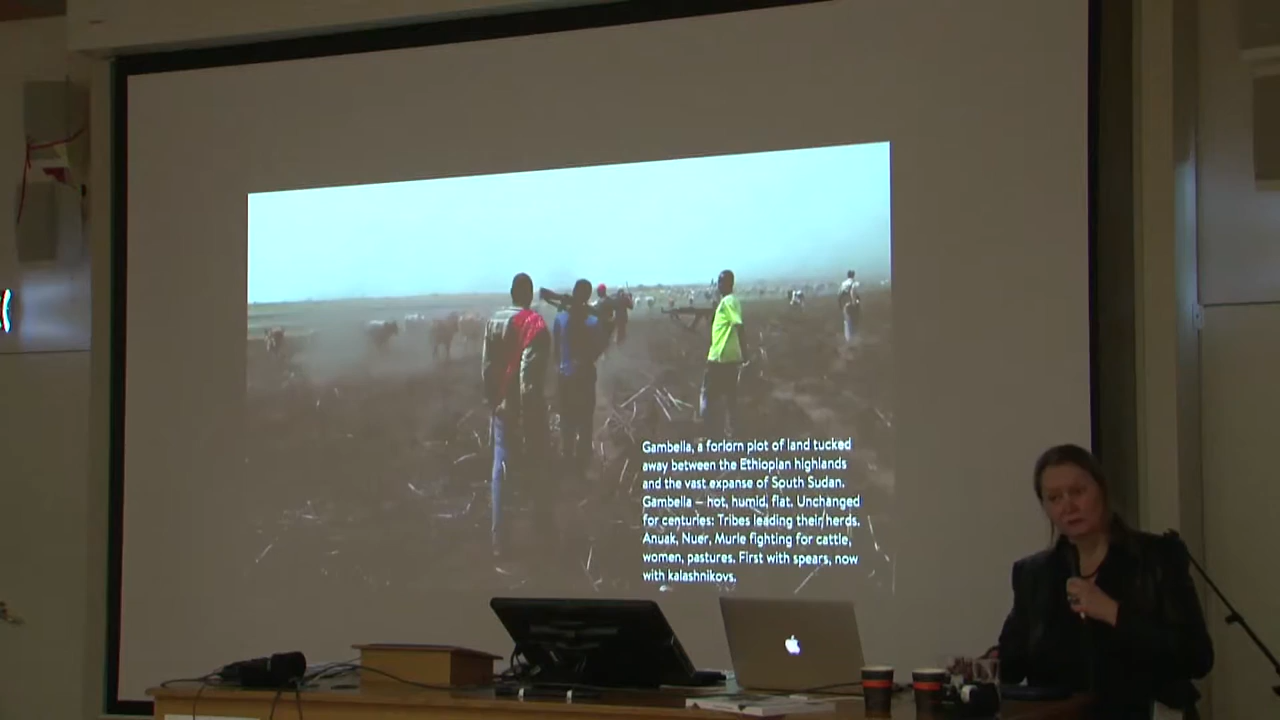 Gambella, a forlorn plot of land tucked
away between the Ethiopian highlands
and the vast expanse of South Sudan.
Gambella – hot, humid, flat. Unchanged
for centuries: Tribes leading their herds.
Anuak, Nuer, Murle fighting for cattle,
women, pastures. First with spears, now
with kalashnikovs.